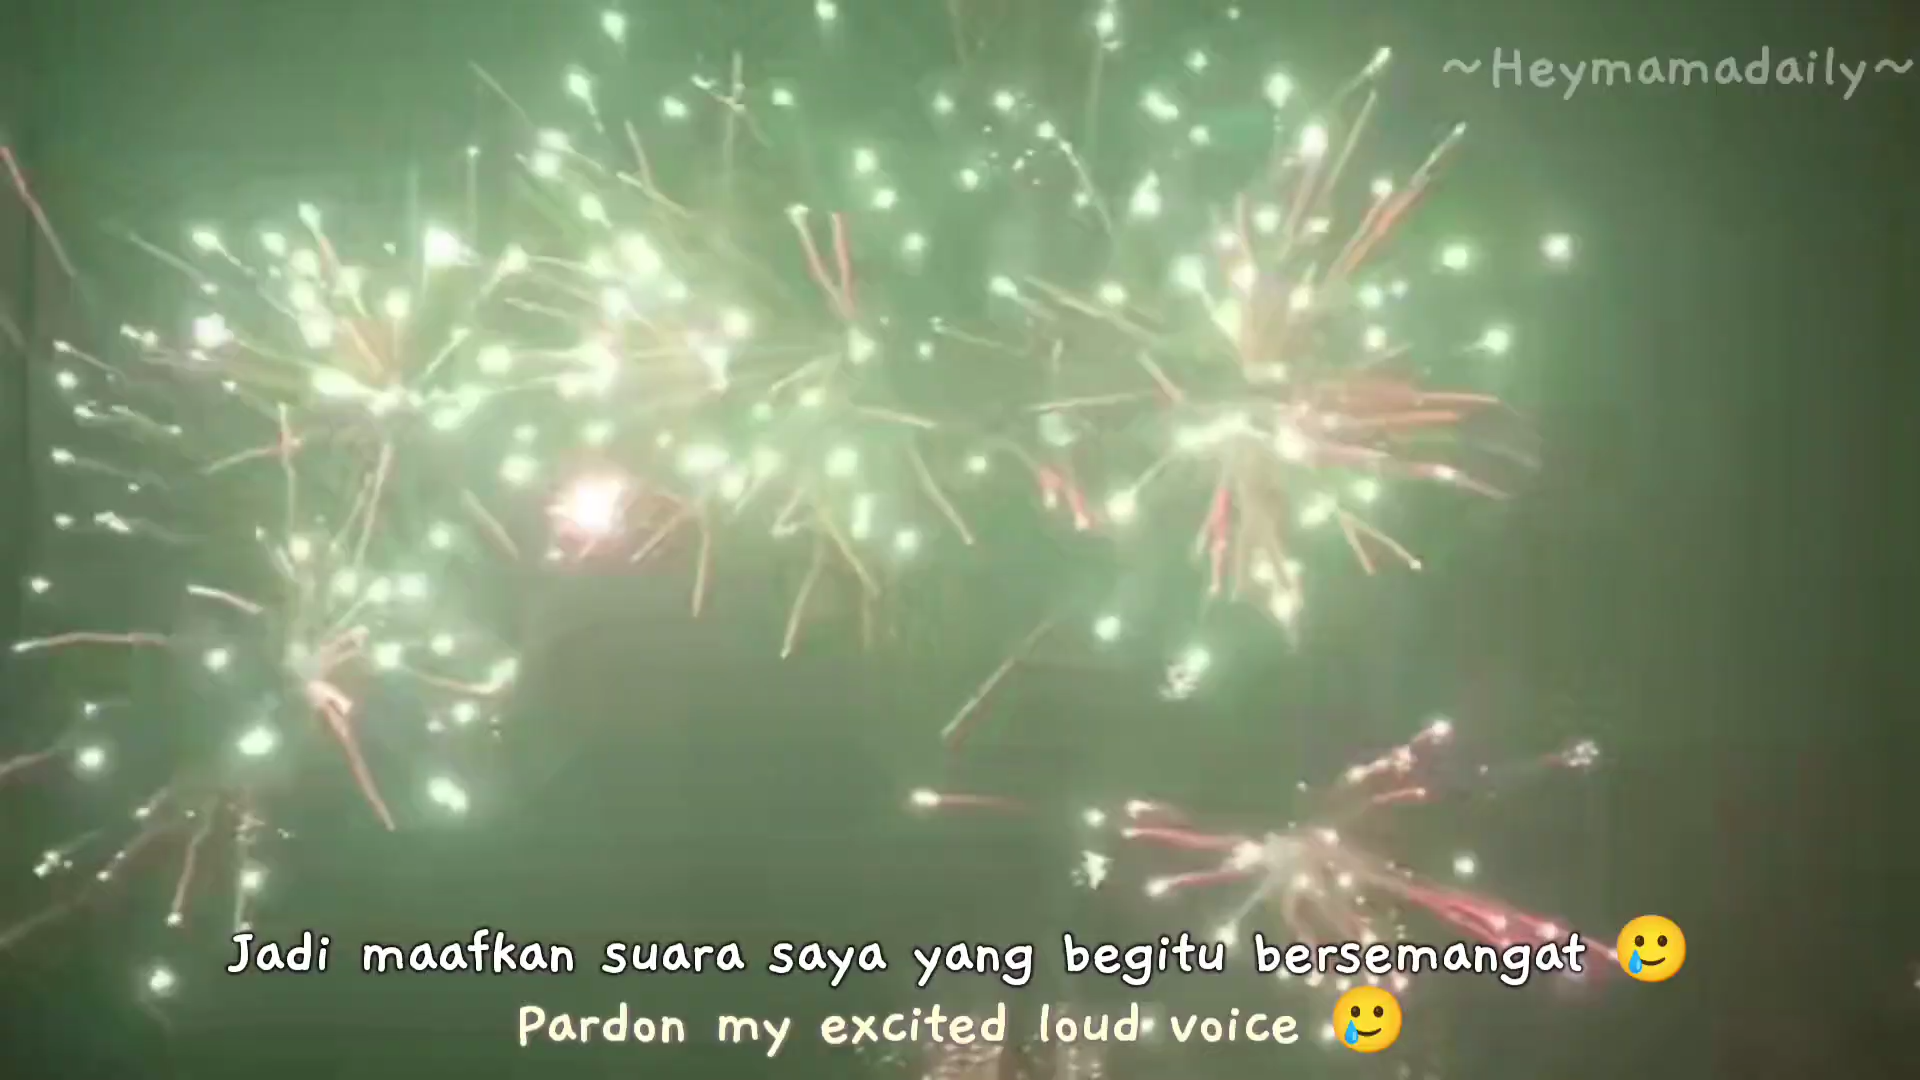 ~Heymamadaily~
Jadi maafkan suara saya yang begitu bersemangat 🥲
Pardon my excited loud voice 🥲